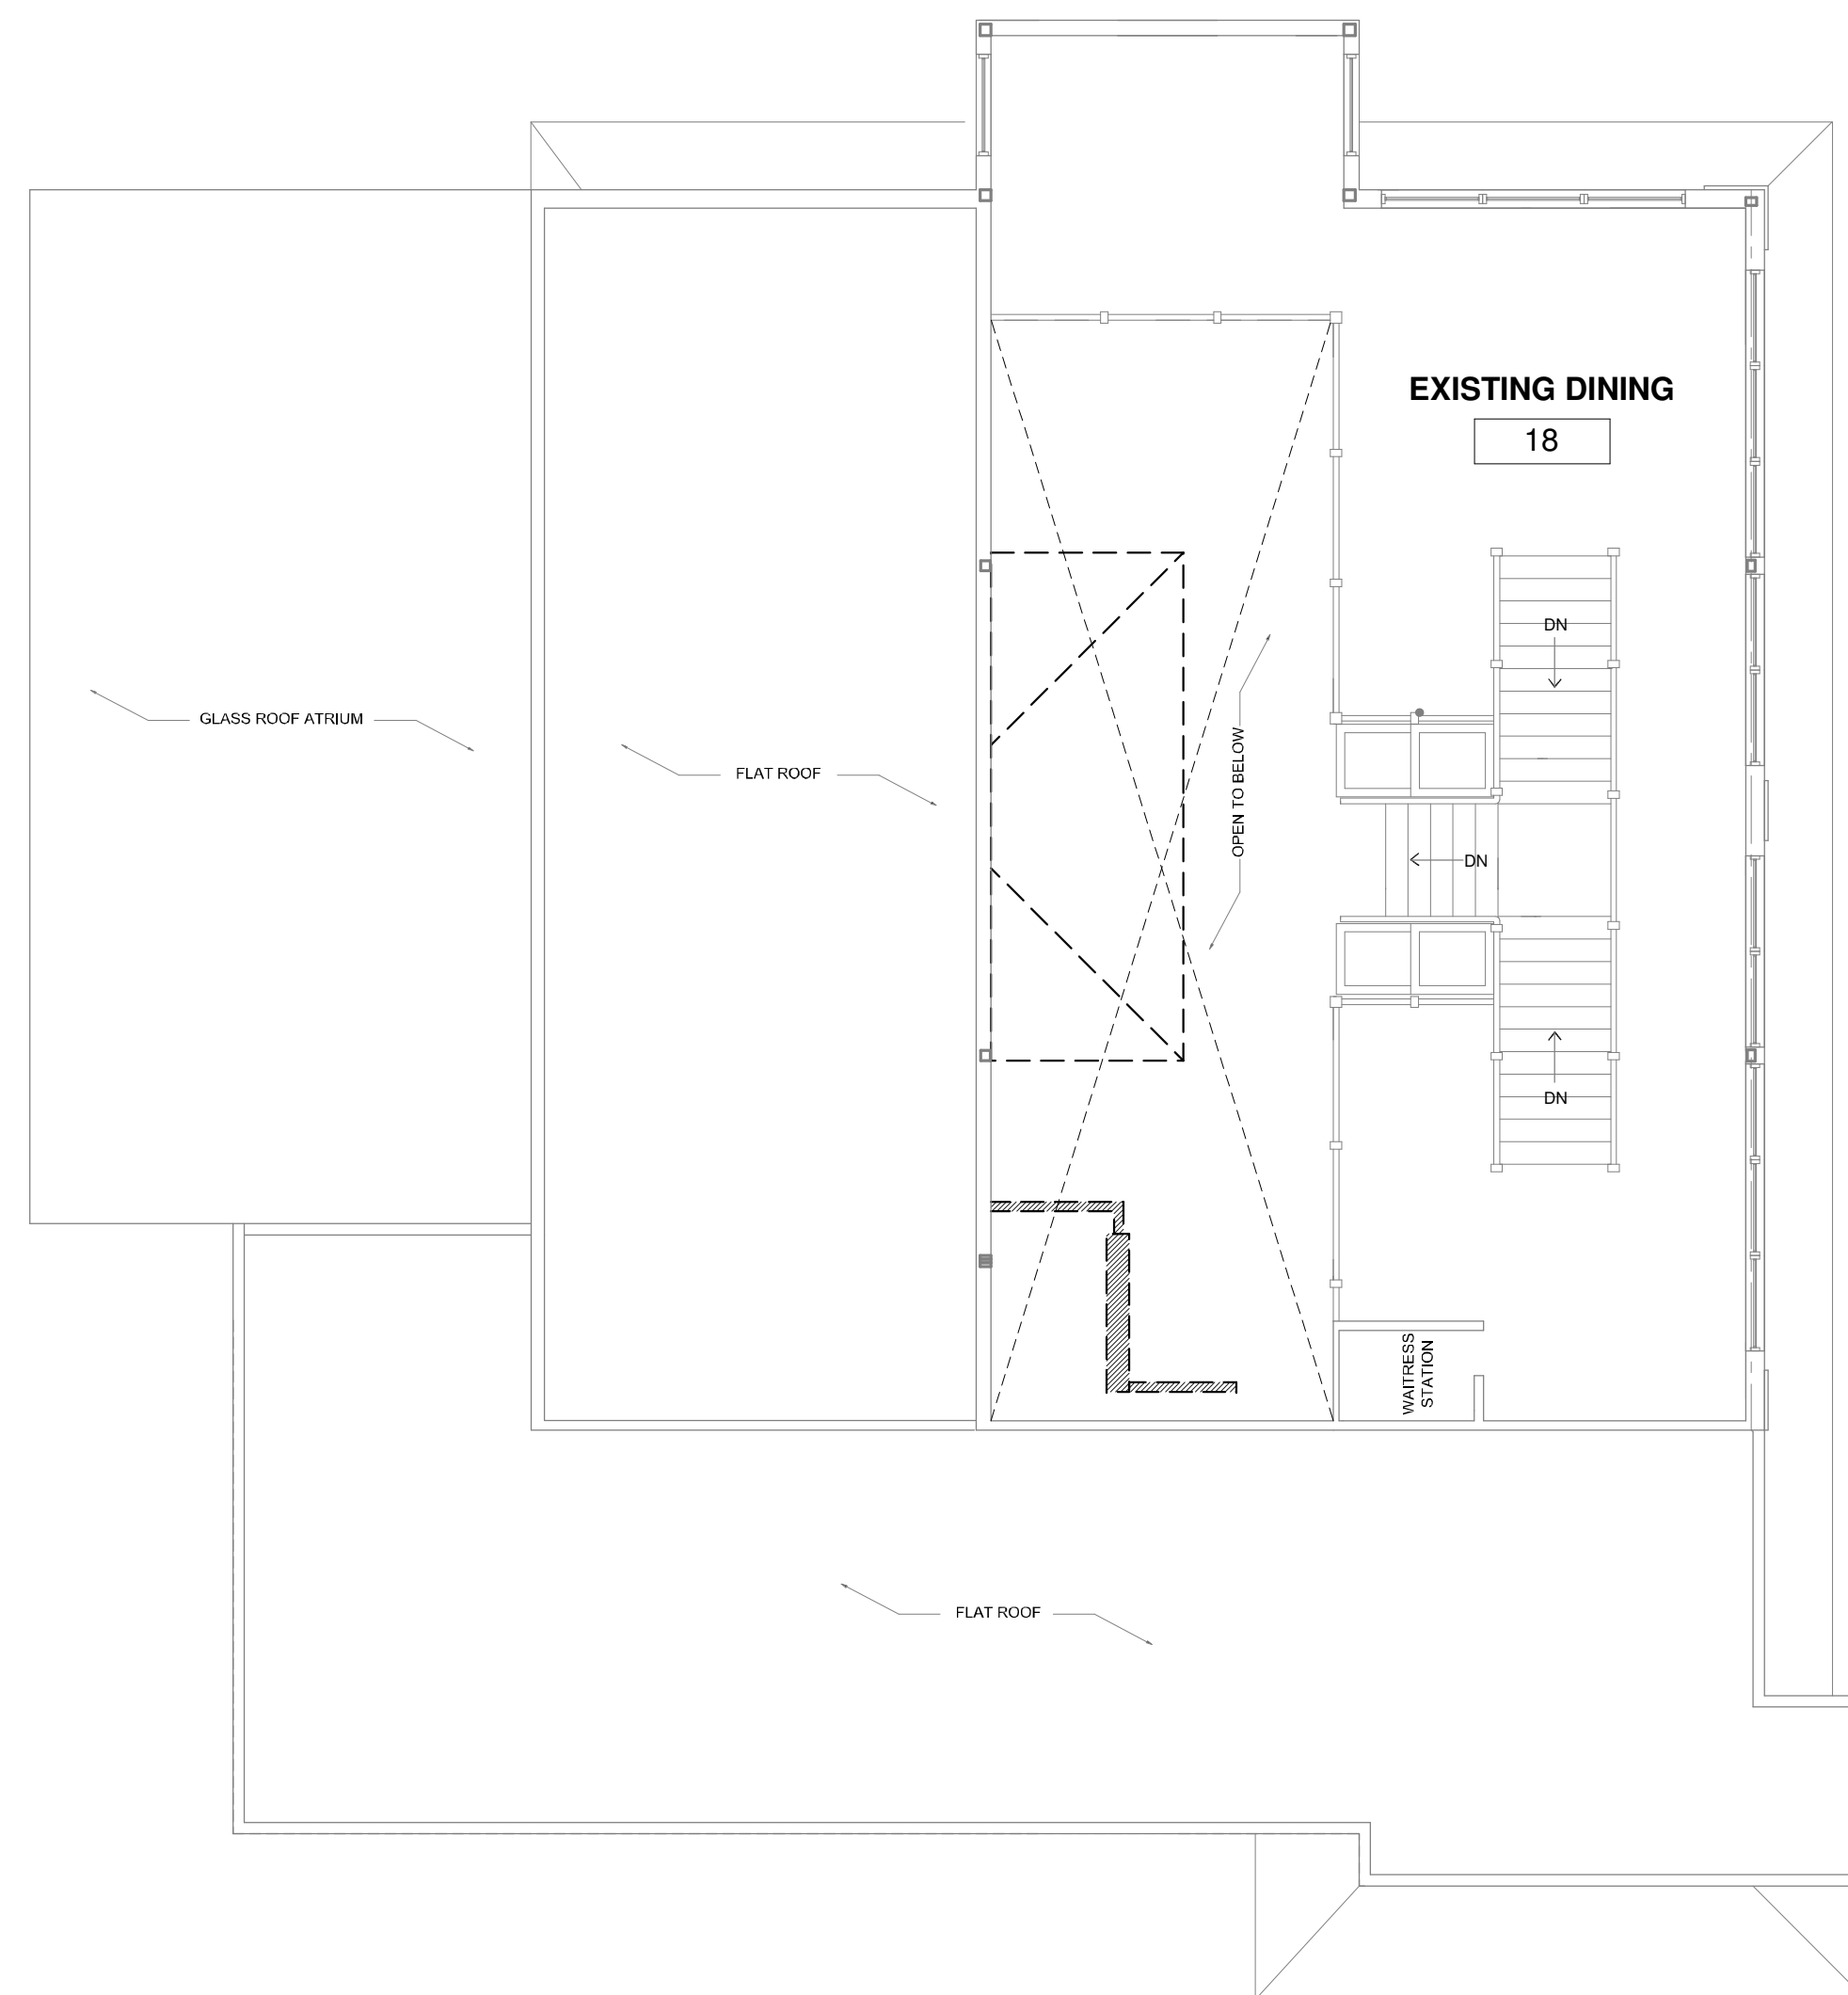 EXISTING DINING
18
DN
GLASS ROOF ATRIUM
FLAT ROOF
OPEN TO BELOW
DN
DN
WAITRESS
STATION
FLAT ROOF